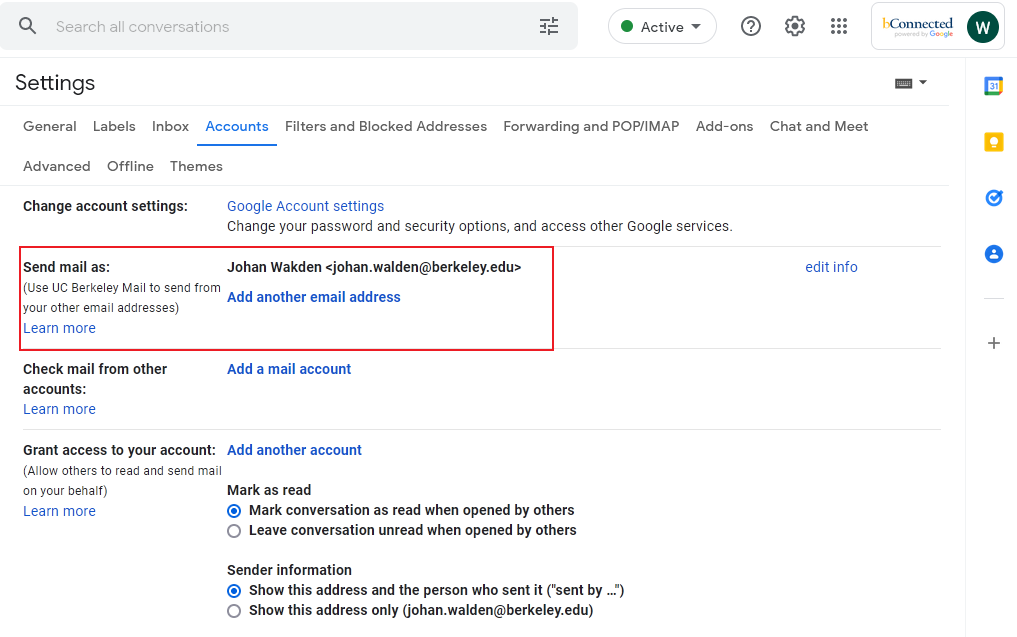 Search all conversations
Active
bConnected
powered by Google
W
Settings
31
General Labels Inbox Accounts Filters and Blocked Addresses Forwarding and POP/IMAP Add-ons Chat and Meet
Advanced Offline Themes
Change account settings: Google Account settings
Change your password and security options, and access other Google services.
Send mail as: Johan Wakden <johan.walden@berkeley.edu> edit info
(Use UC Berkeley Mail to send from
Add another email address
your other email addresses)
Learn more
Check mail from other Add a mail account
accounts:
Learn more
Grant access to your account: Add another account
(Allow others to read and send mail
on your behalf)
Learn more
Mark as read
Mark conversation as read when opened by others
Leave conversation unread when opened by others
Sender information
Show this address and the person who sent it ("sent by ...")
Show this address only (johan.walden@berkeley.edu)